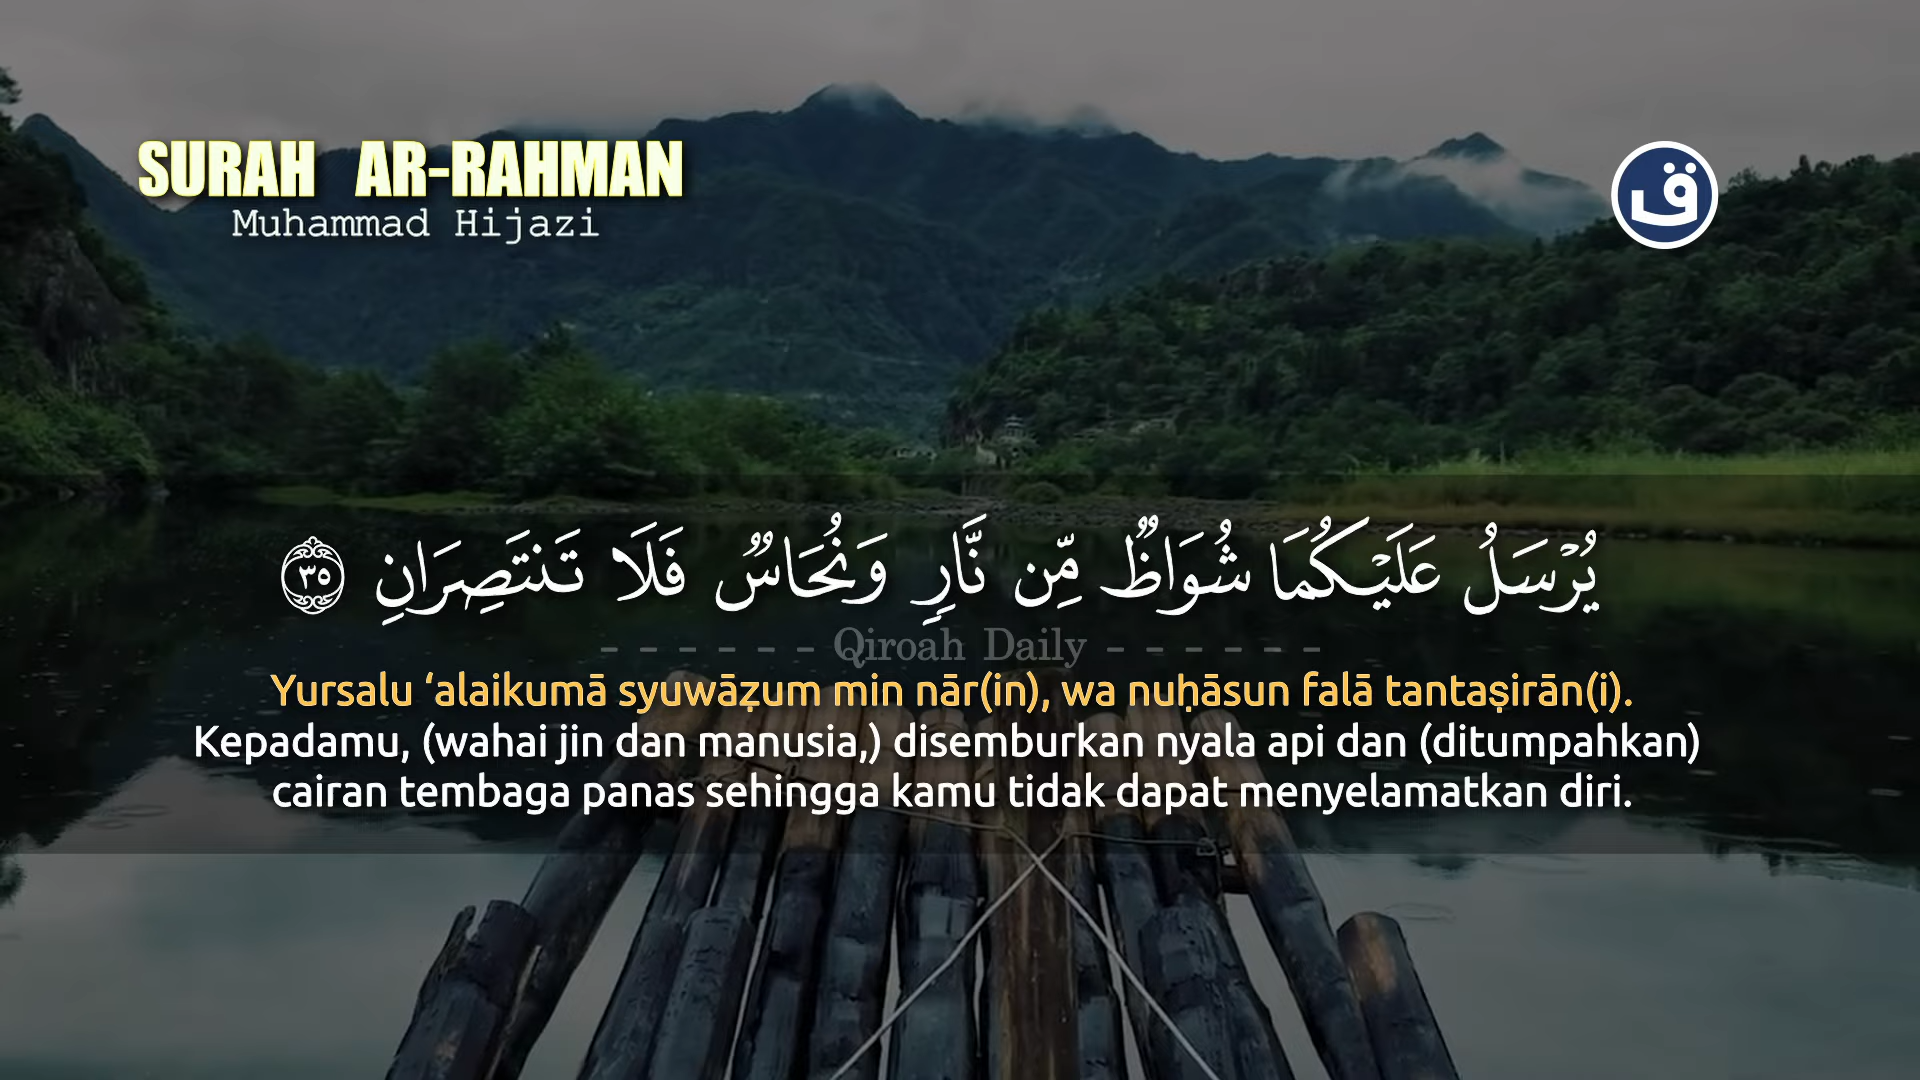 SURAH AR-RAHMAN
Muhammad Hijazi
ق
يُرْسَلُ عَلَيْكُمَا شُوَاظٌ مِّن نَّارٍ وَنُحَاسٌ فَلَا تَنتَصِرَانِ ٣٥
- - - - - - Qiroah Daily - - - - - -
Yursalu ‘alaikumā syuwāẓum min nār(in), wa nuḥāsun falā tantaṣirān(i).
Kepadamu, (wahai jin dan manusia,) disemburkan nyala api dan (ditumpahkan)
cairan tembaga panas sehingga kamu tidak dapat menyelamatkan diri.